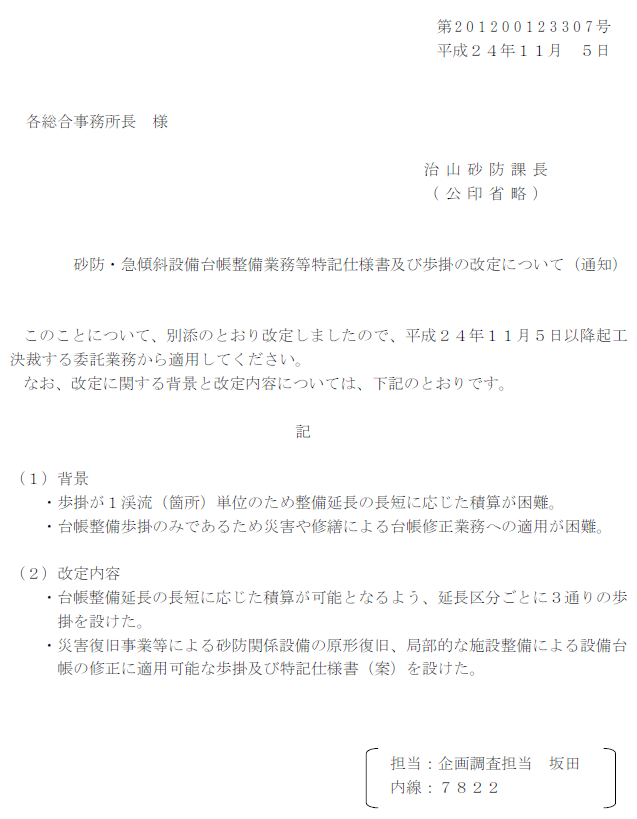 第201200123307号
平成２４年１１月　５日
各総合事務所長　様
治 山 砂 防 課 長
（ 公 印 省 略 ）
砂防・急傾斜設備台帳整備業務等特記仕様書及び歩掛の改定について（通知）
このことについて、別添のとおり改定しましたので、平成２４年１１月５日以降起工
決裁する委託業務から適用してください。
なお、改定に関する背景と改定内容については、下記のとおりです。
記
（１）背景
・歩掛が１渓流（箇所）単位のため整備延長の長短に応じた積算が困難。
・台帳整備歩掛のみであるため災害や修繕による台帳修正業務への適用が困難。
（２）改定内容
・台帳整備延長の長短に応じた積算が可能となるよう、延長区分ごとに３通りの歩
掛を設けた。
・災害復旧事業等による砂防関係設備の原形復旧、局部的な施設整備による設備台
帳の修正に適用可能な歩掛及び特記仕様書（案）を設けた。
担当：企画調査担当　坂田
内線：７８２２